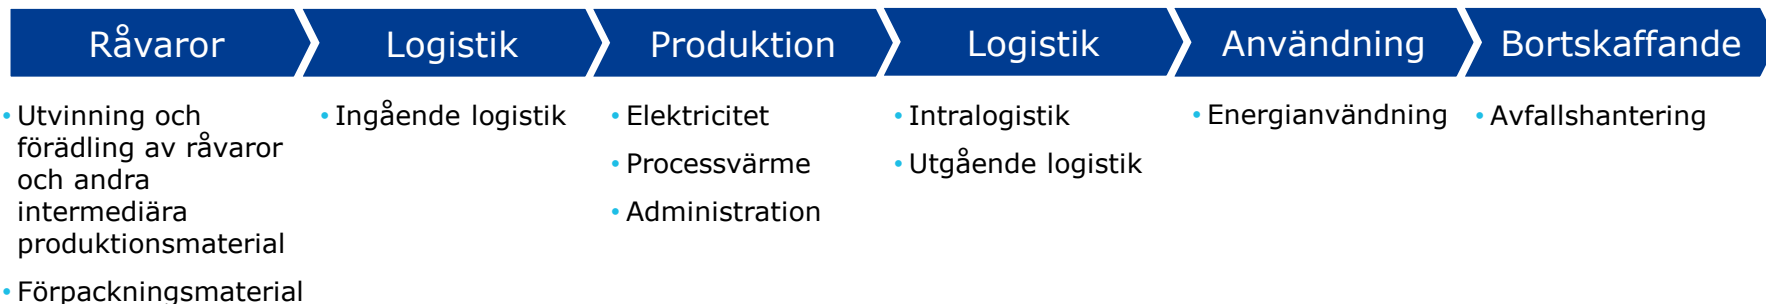 Råvaror
Logistik
Produktion
Logistik
Användning
Bortskaffande
• Utvinning och
förädling av råvaror
och andra
intermediära
produktionsmaterial
• Förpackningsmaterial
• Ingående logistik
• Elektricitet
• Processvärme
• Administration
• Intralogistik
• Utgående logistik
• Energianvändning
• Avfallshantering